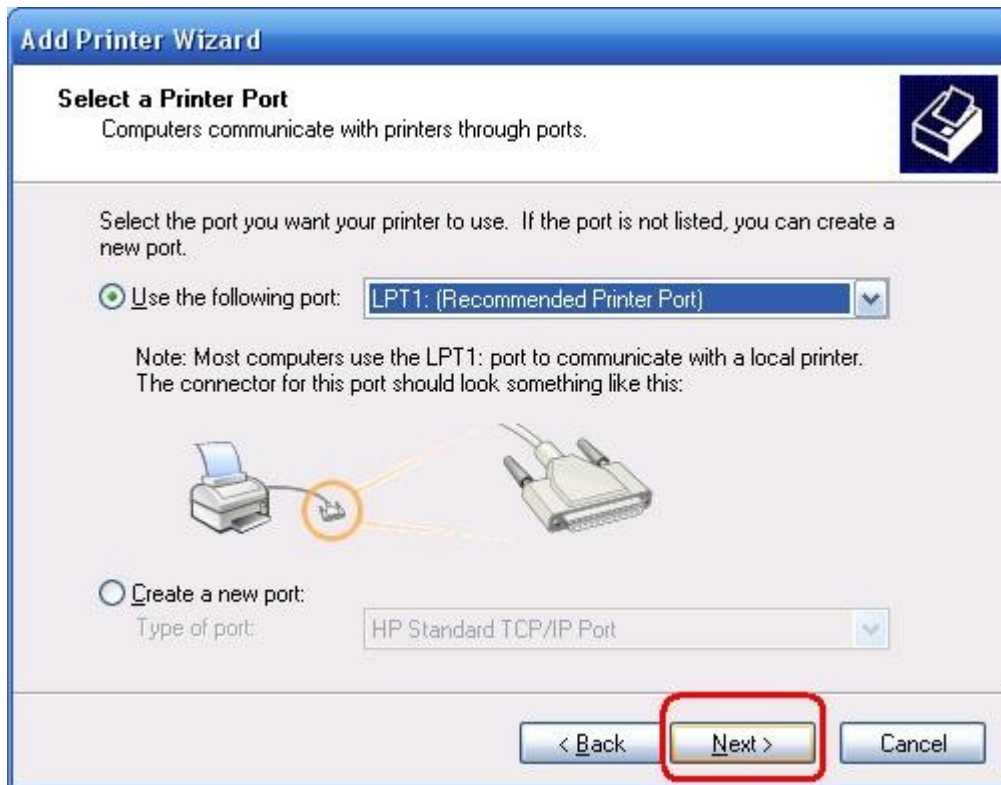 Add Printer Wizard
Select a Printer Port
Computers communicate with printers through ports.
Select the port you want your printer to use.  If the port is not listed, you can create a
new port.
Use the following port: LPT1: (Recommended Printer Port)
Note: Most computers use the LPT1: port to communicate with a local printer.
The connector for this port should look something like this:
Create a new port:
Type of port: HP Standard TCP/IP Port
< Back Next > Cancel